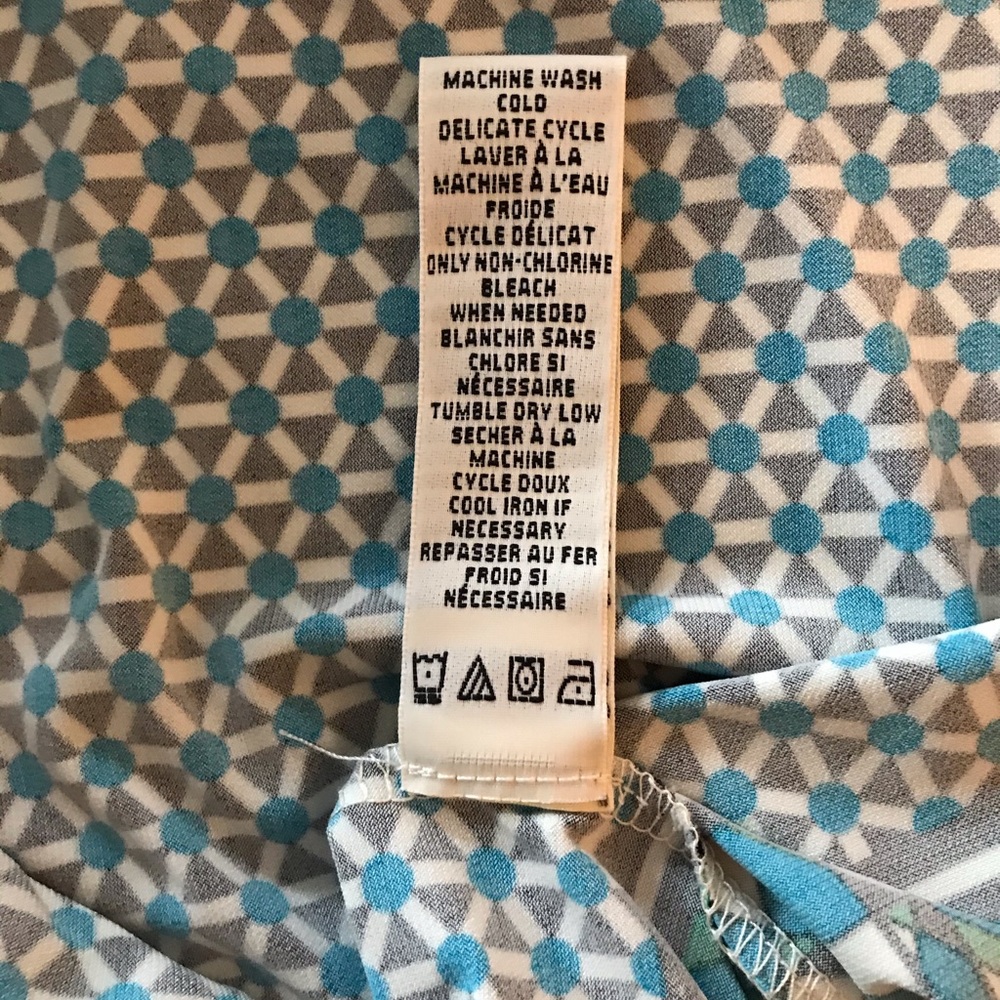 MACHINE WASH
COLD
DELICATE CYCLE
LAVER À LA
MACHINE À L'EAU
FROIDE
CYCLE DÉLICAT
ONLY NON-CHLORINE
BLEACH
WHEN NEEDED
BLANCHIR SANS
CHLORE SI
NÉCESSAIRE
TUMBLE DRY LOW
SECHER À LA
MACHINE
CYCLE DOUX
COOL IRON IF
NECESSARY
REPASSER AU FER
FROID SI
NÉCESSAIRE